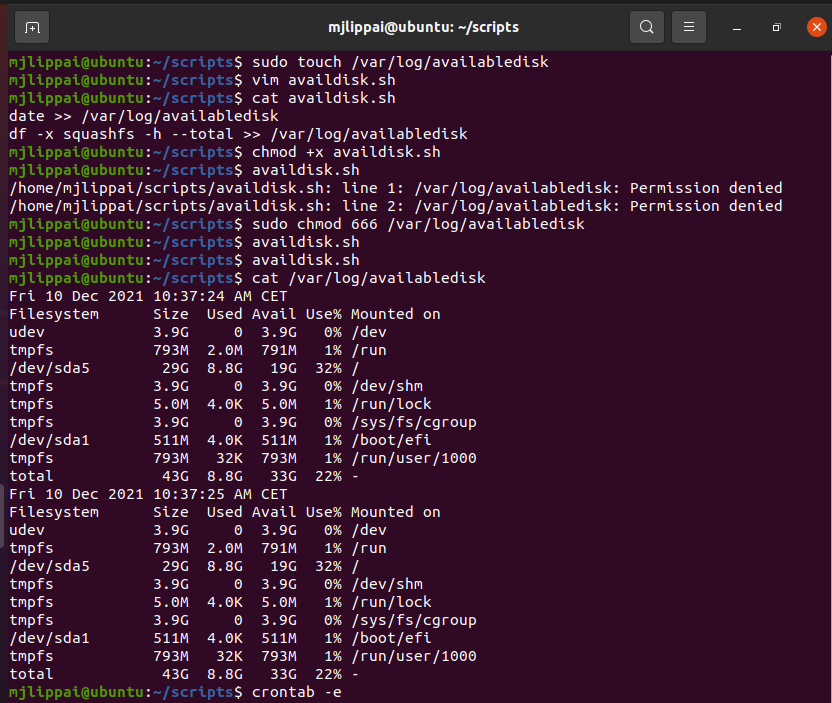 mjlippai@ubuntu: ~/scripts
mjlippai@ubuntu:~/scripts$ sudo touch /var/log/availabledisk
mjlippai@ubuntu:~/scripts$ vim availdisk.sh
mjlippai@ubuntu:~/scripts$ cat availdisk.sh
date >> /var/log/availabledisk
df -x squashfs -h --total >> /var/log/availabledisk
mjlippai@ubuntu:~/scripts$ chmod +x availdisk.sh
mjlippai@ubuntu:~/scripts$ availdisk.sh
/home/mjlippai/scripts/availdisk.sh: line 1: /var/log/availabledisk: Permission denied
/home/mjlippai/scripts/availdisk.sh: line 2: /var/log/availabledisk: Permission denied
mjlippai@ubuntu:~/scripts$ sudo chmod 666 /var/log/availabledisk
mjlippai@ubuntu:~/scripts$ availdisk.sh
mjlippai@ubuntu:~/scripts$ availdisk.sh
mjlippai@ubuntu:~/scripts$ cat /var/log/availabledisk
Fri 10 Dec 2021 10:37:24 AM CET
Filesystem      Size  Used Avail Use% Mounted on
udev            3.9G     0  3.9G   0% /dev
tmpfs           793M  2.0M  791M   1% /run
/dev/sda5        29G  8.8G   19G  32% /
tmpfs           3.9G     0  3.9G   0% /dev/shm
tmpfs           5.0M  4.0K  5.0M   1% /run/lock
tmpfs           3.9G     0  3.9G   0% /sys/fs/cgroup
/dev/sda1       511M  4.0K  511M   1% /boot/efi
tmpfs           793M   32K  793M   1% /run/user/1000
total            43G  8.8G   33G  22% -
Fri 10 Dec 2021 10:37:25 AM CET
Filesystem      Size  Used Avail Use% Mounted on
udev            3.9G     0  3.9G   0% /dev
tmpfs           793M  2.0M  791M   1% /run
/dev/sda5        29G  8.8G   19G  32% /
tmpfs           3.9G     0  3.9G   0% /dev/shm
tmpfs           5.0M  4.0K  5.0M   1% /run/lock
tmpfs           3.9G     0  3.9G   0% /sys/fs/cgroup
/dev/sda1       511M  4.0K  511M   1% /boot/efi
tmpfs           793M   32K  793M   1% /run/user/1000
total            43G  8.8G   33G  22% -
mjlippai@ubuntu:~/scripts$ crontab -e